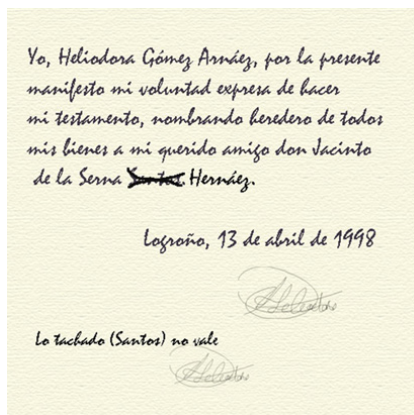 Yo, Heliodora Gómez Arnáez, por la presente
manifesto mi voluntad expresa de hacer
mi testamento, nombrando heredero de todos
mis bienes a mi querido amigo don Jacinto
de la Serna Santos Hernáez.
Logroño, 13 de abril de 1998
Lo tachado (Santos) no vale